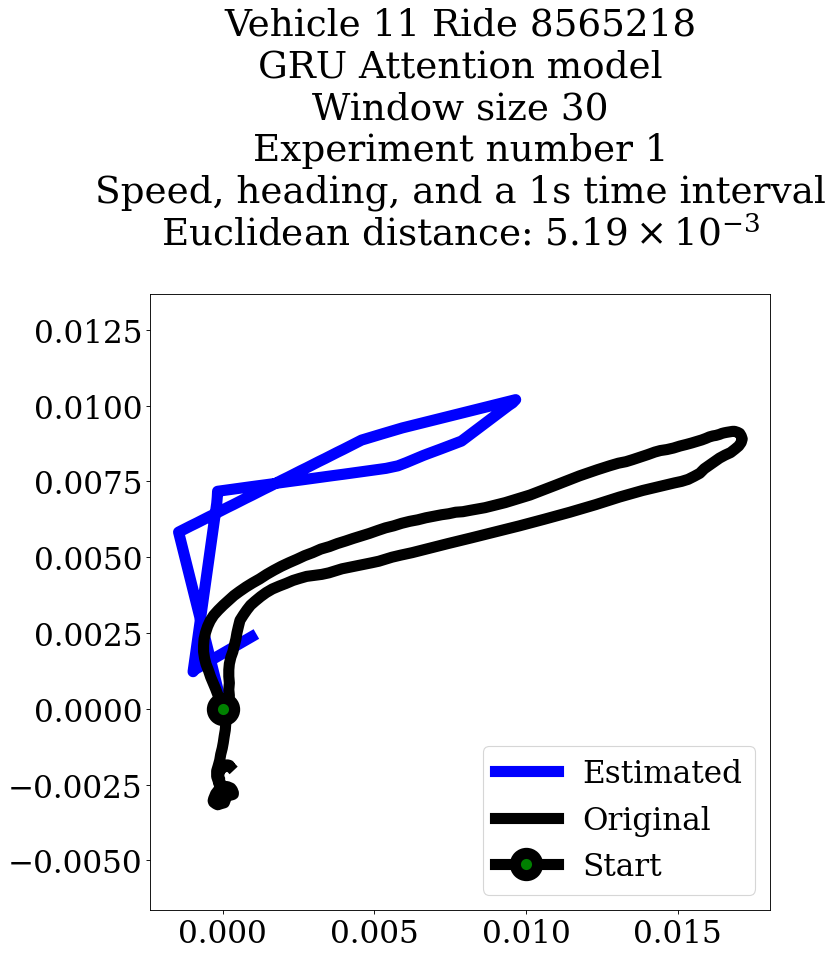 Vehicle 11 Ride 8565218
GRU Attention model
Window size 30
Experiment number 1
Speed, heading, and a 1s time interval
Euclidean distance: 5.19 × 10⁻³
0.0125
0.0100
0.0075
0.0050
0.0025
0.0000
−0.0025
−0.0050
Estimated
Original
Start
0.000 0.005 0.010 0.015